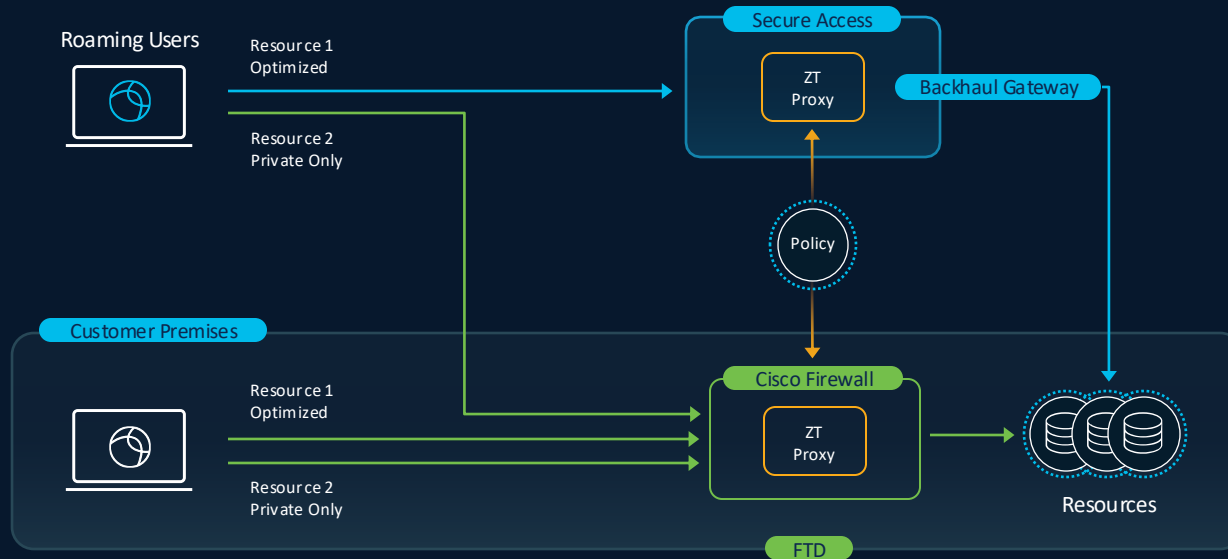 Secure Access
Roaming Users
Resource 1
Optimized
ZT
Proxy
Backhaul Gateway
Resource 2
Private Only
Policy
Customer Premises
Cisco Firewall
Resource 1
Optimized
ZT
Proxy
Resource 2
Private Only
Resources
FTD